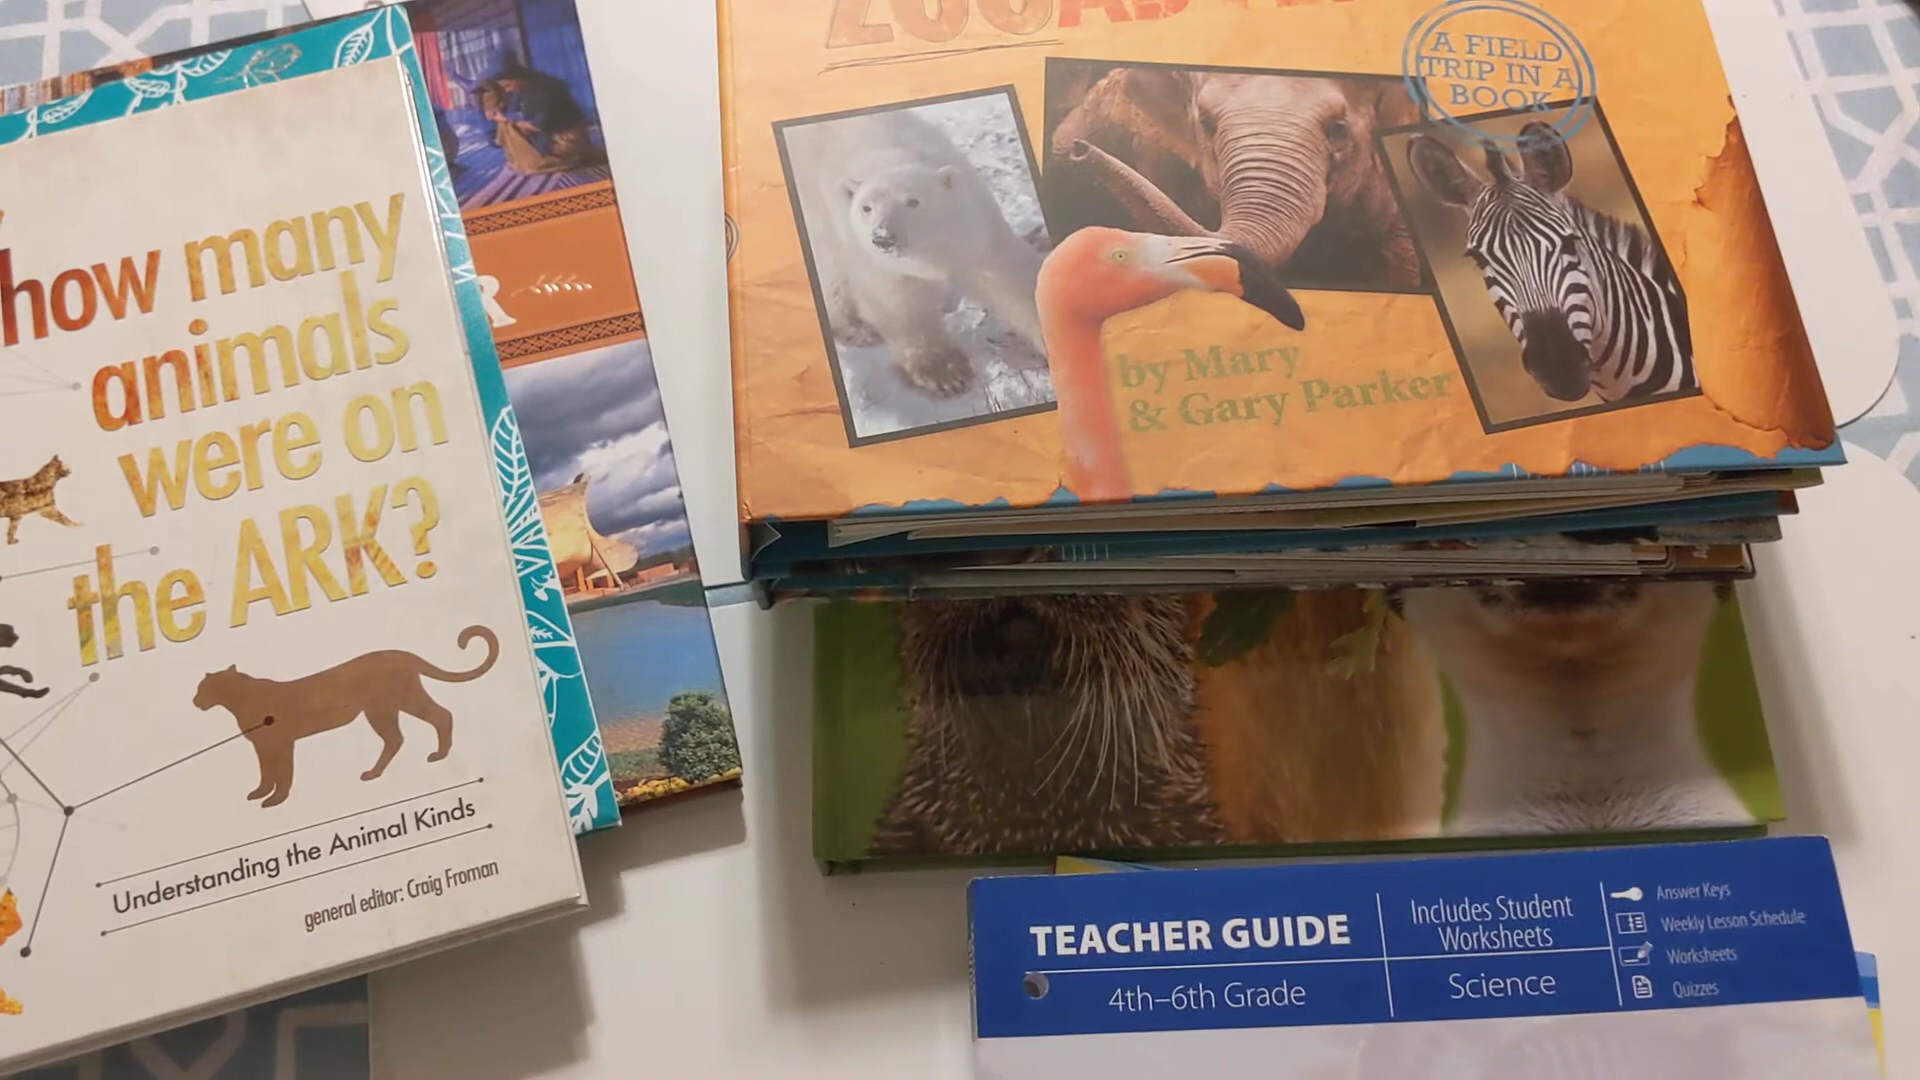 how many
animals
were on
the ARK?
Understanding the Animal Kinds
general editor: Craig Froman
R
ZOO
A FIELD
TRIP IN A
BOOK
by Mary
& Gary Parker
TEACHER GUIDE
4th–6th Grade
Includes Student
Worksheets
Science
Answer Keys
Weekly Lesson Schedule
Worksheets
Quizzes